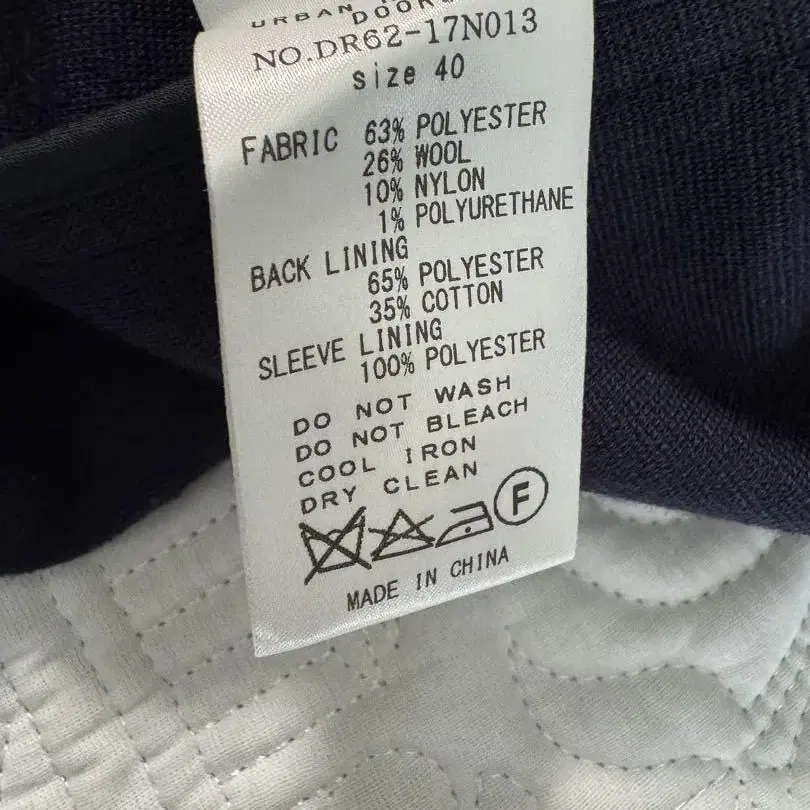 URBAN
NO.DR62-17N013
size 40
FABRIC 63% POLYESTER
26% WOOL
10% NYLON
1% POLYURETHANE
BACK LINING
65% POLYESTER
35% COTTON
SLEEVE LINING
100% POLYESTER
DO NOT WASH
DO NOT BLEACH
COOL IRON
DRY CLEAN
F
MADE IN CHINA